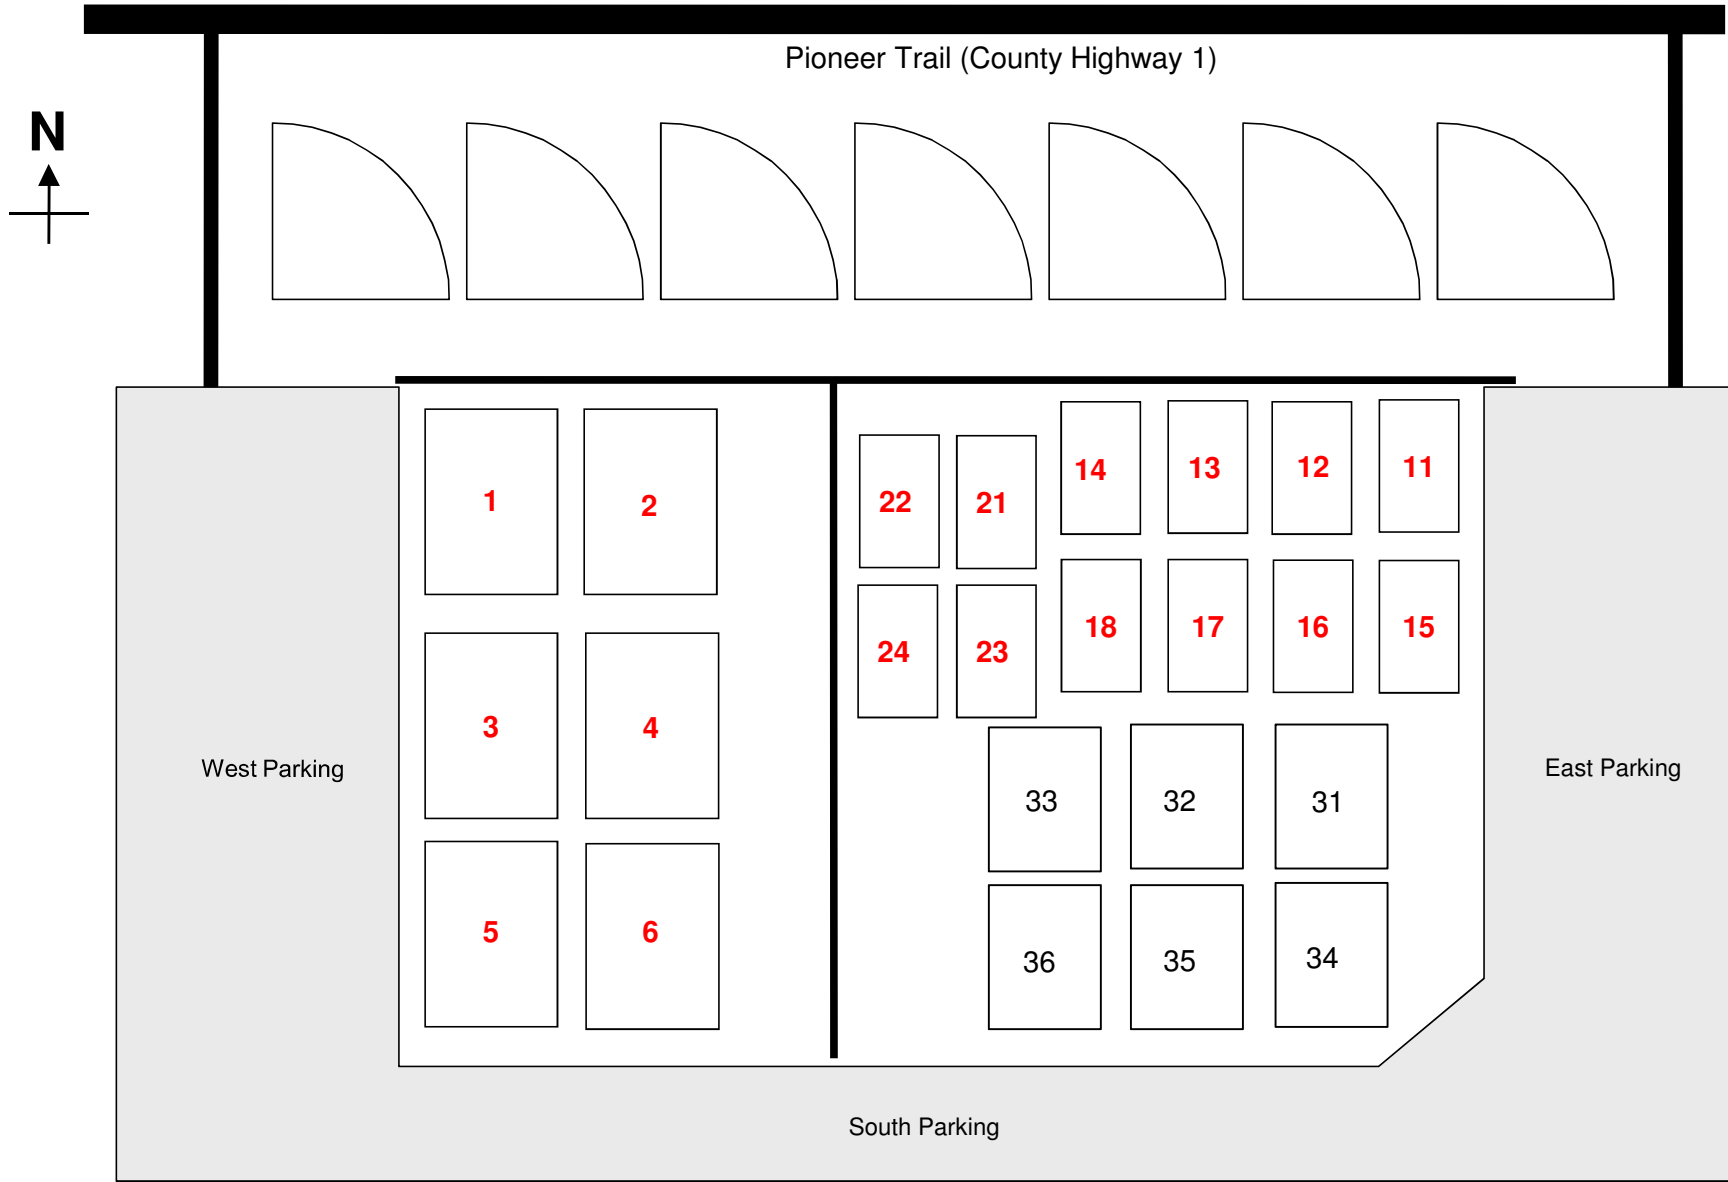 Pioneer Trail (County Highway 1)
N
1 2
22 21 14 13 12 11
24 23 18 17 16 15
3 4
33 32 31
West Parking
East Parking
5 6
36 35 34
South Parking